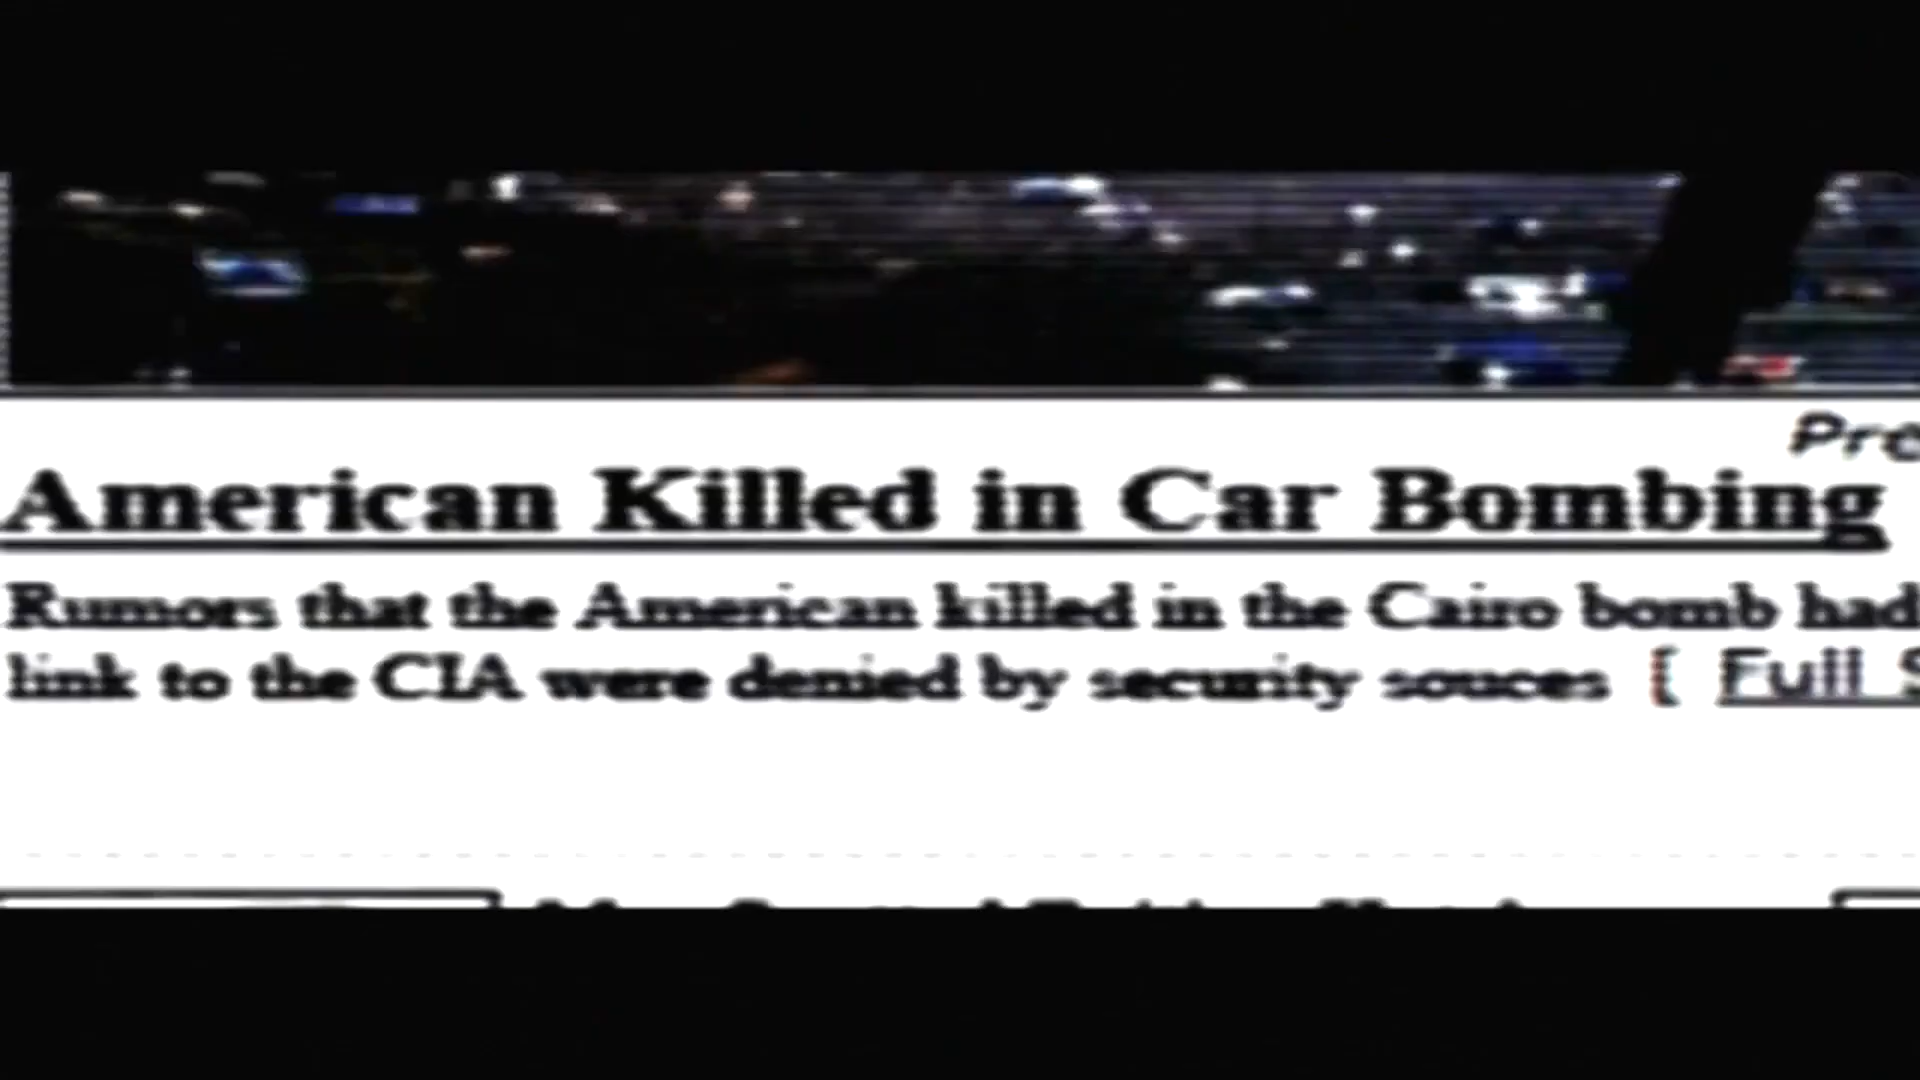 Pre
American Killed in Car Bombing
Rumors that the American killed in the Cairo bomb had
link to the CIA were denied by security souces [ Full S